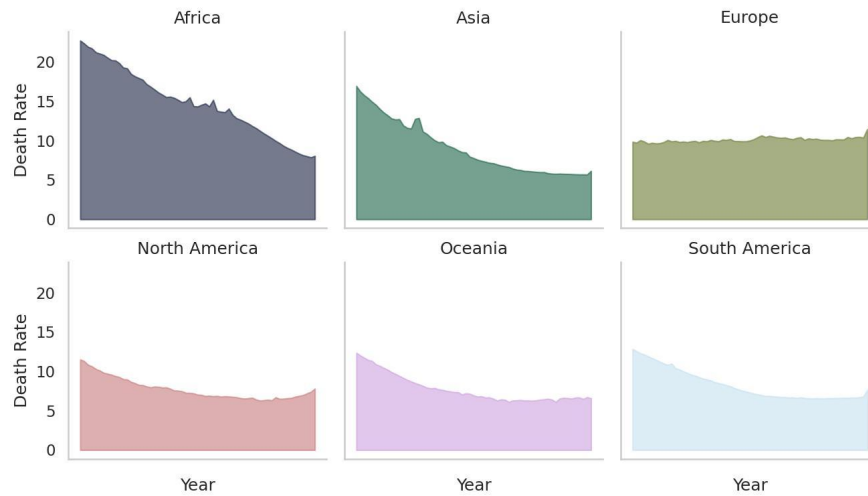 Africa
Asia
Europe
Death Rate
20
15
10
5
0
North America
Oceania
South America
Death Rate
20
15
10
5
0
Year
Year
Year